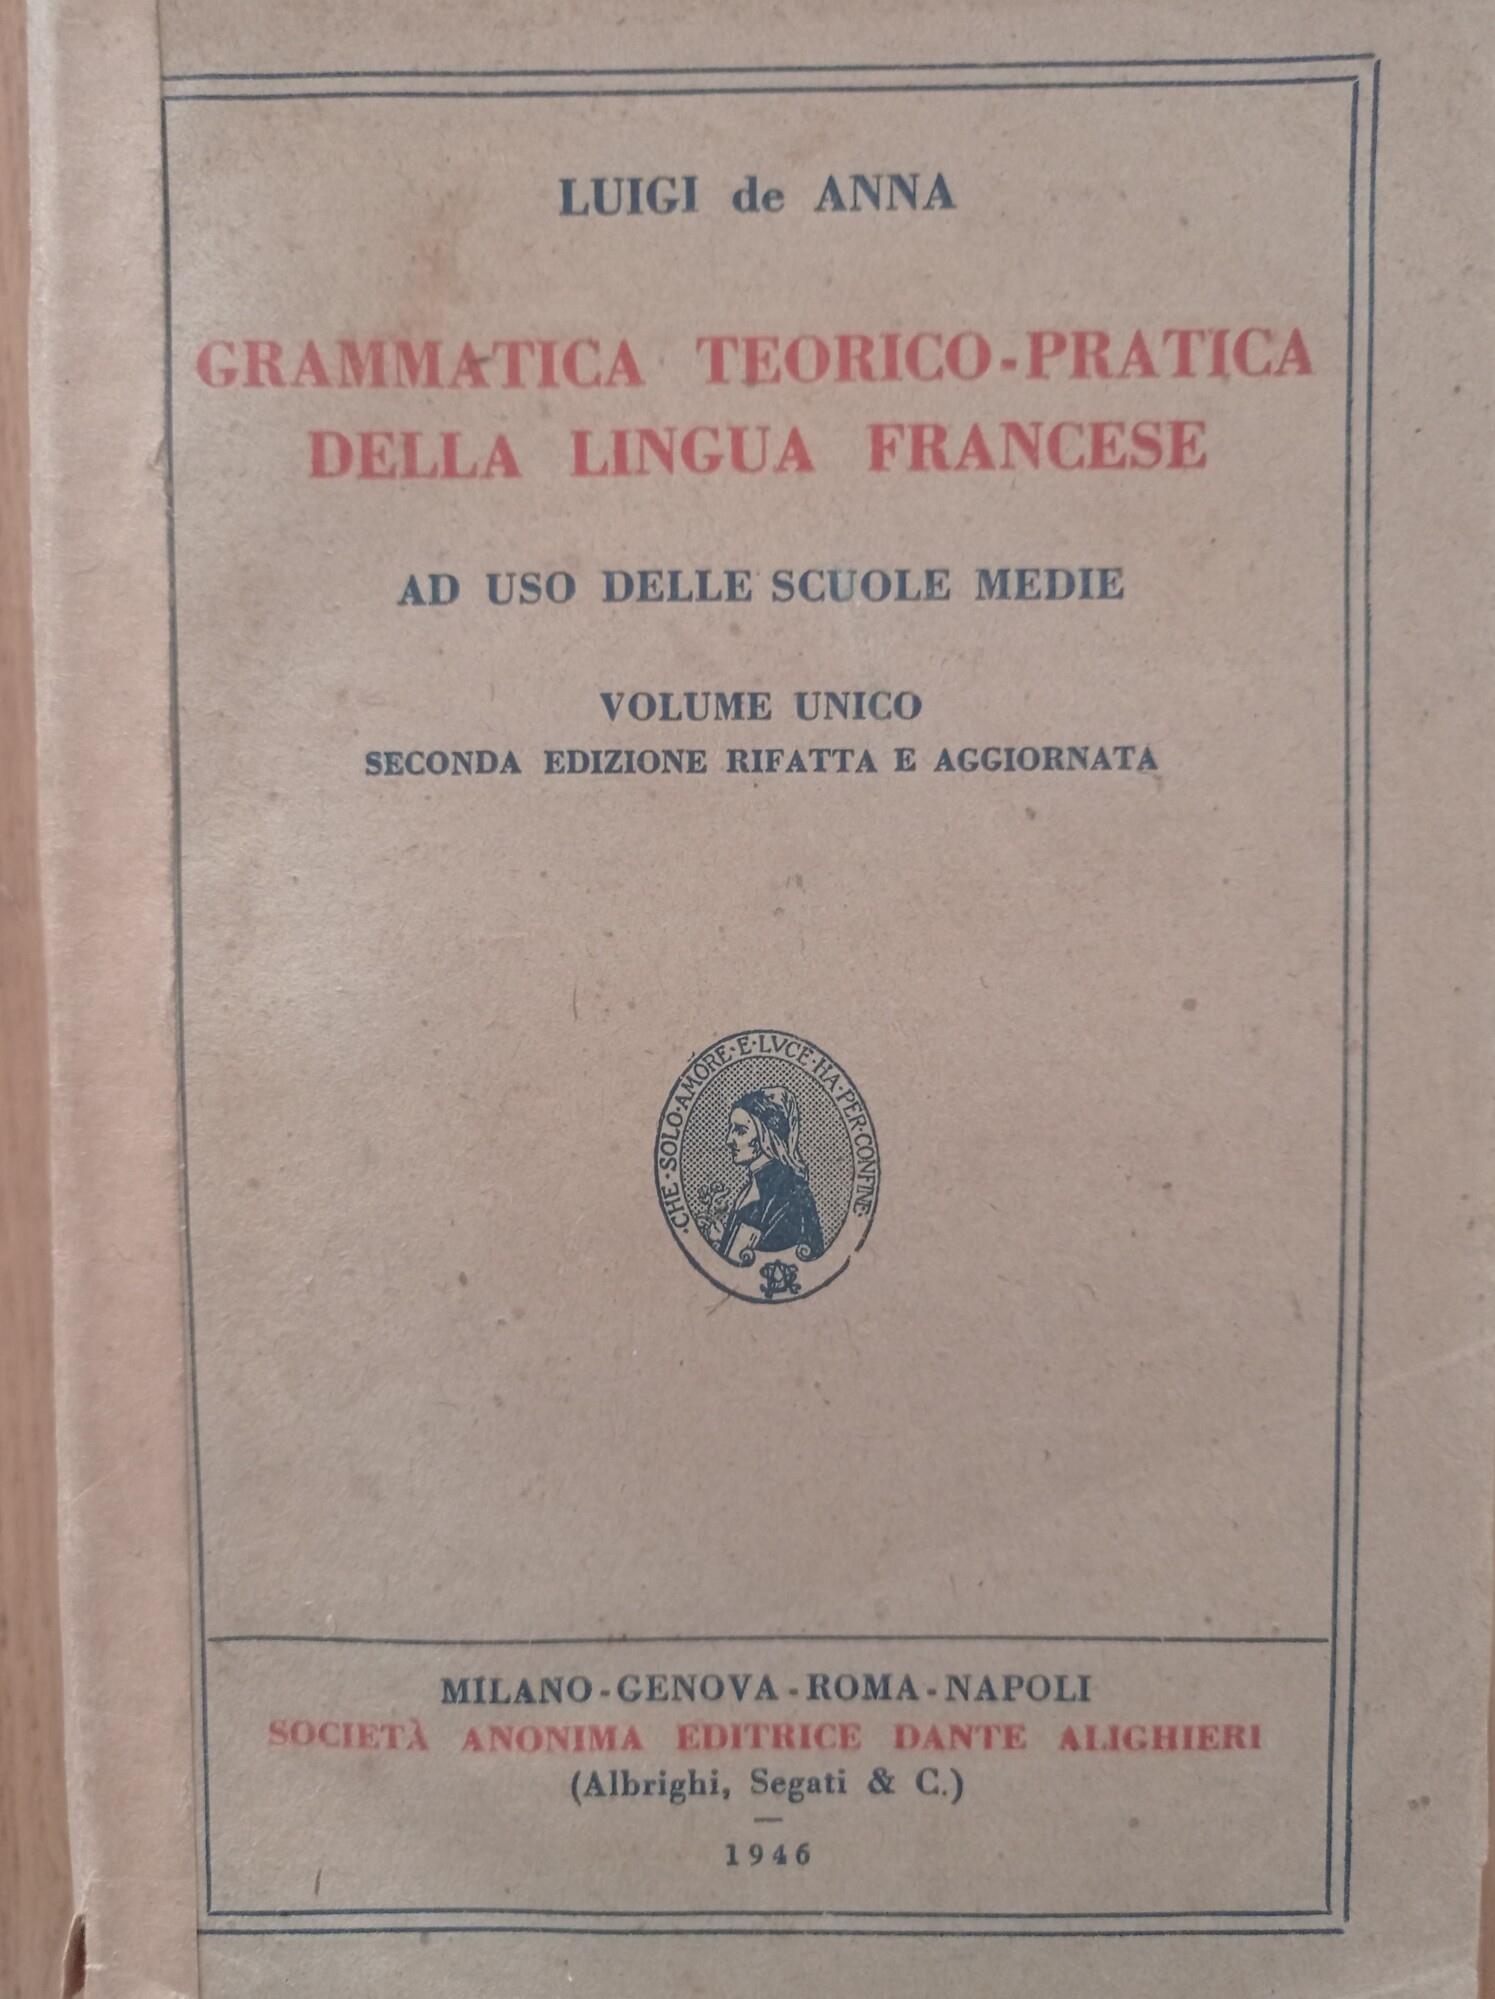 LUIGI de ANNA
GRAMMATICA TEORICO-PRATICA
DELLA LINGUA FRANCESE
AD USO DELLE SCUOLE MEDIE
VOLUME UNICO
SECONDA EDIZIONE RIFATTA E AGGIORNATA
·CHE·SOLO·AMORE·E·LVCE·HA·PER·CONFINE·
MILANO-GENOVA-ROMA-NAPOLI
SOCIETÀ ANONIMA EDITRICE DANTE ALIGHIERI
(Albrighi, Segati & C.)
1946